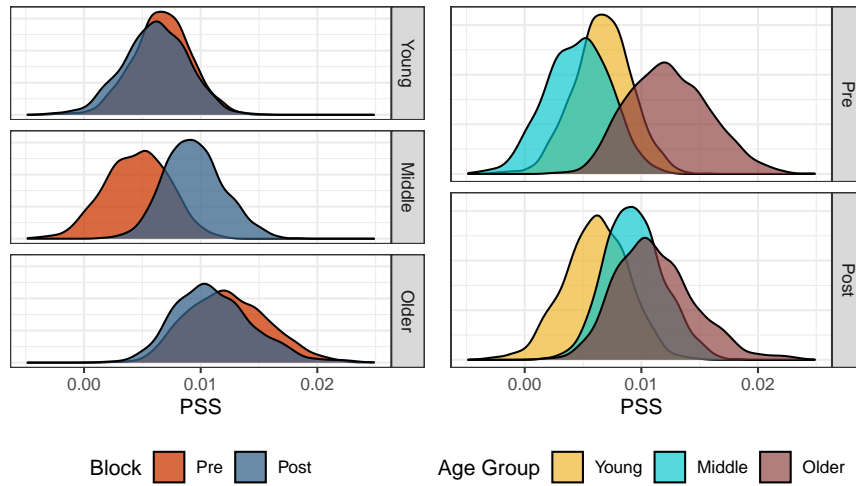 Young
Middle
Older
0.00 0.01 0.02
PSS
Block Pre Post
Pre
Post
0.00 0.01 0.02
PSS
Age Group Young Middle Older